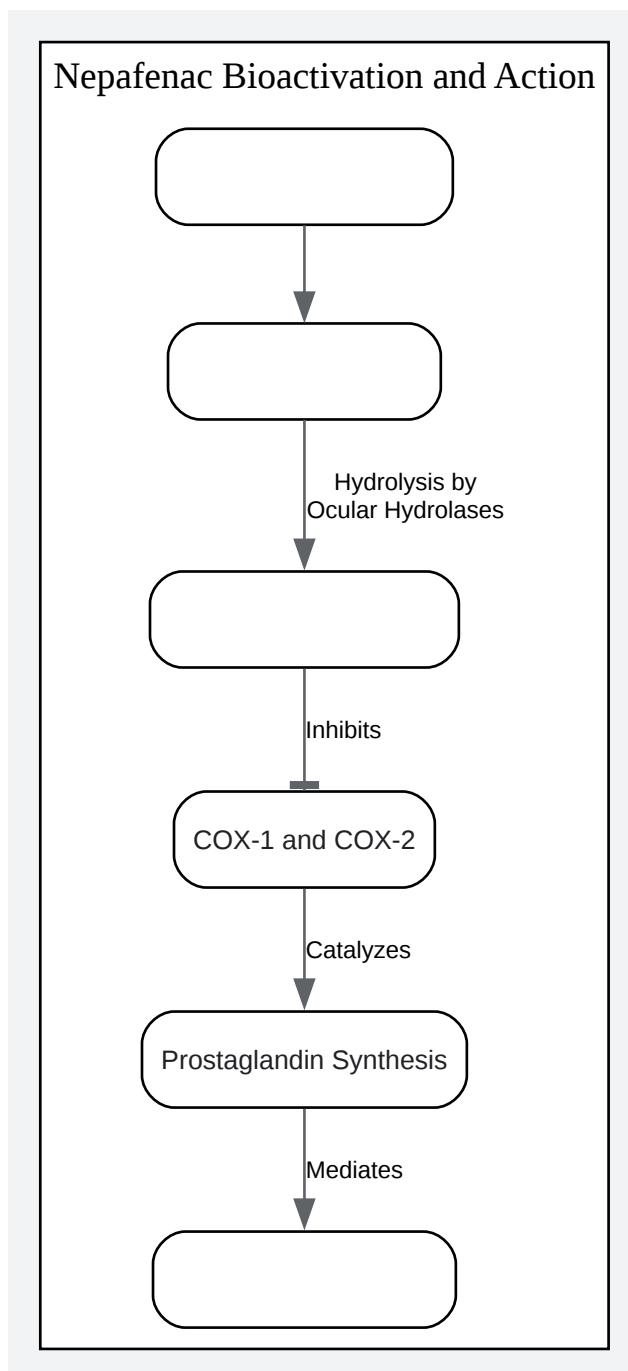 Nepafenac Bioactivation and Action
Hydrolysis by
Ocular Hydrolases
Inhibits
COX-1 and COX-2
Catalyzes
Prostaglandin Synthesis
Mediates